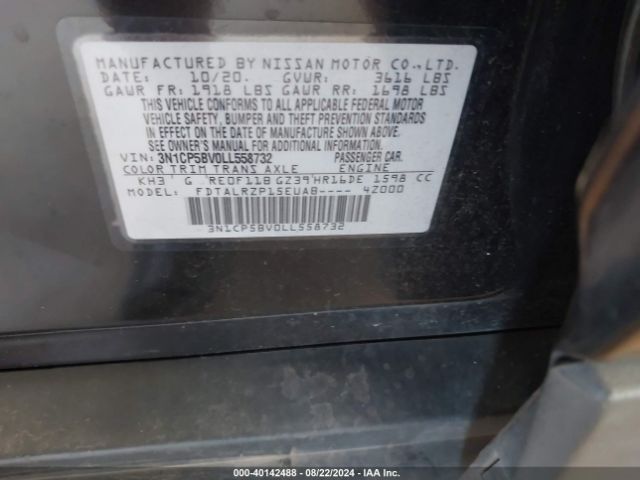 MANUFACTURED BY NISSAN MOTOR CO.,LTD.
DATE: 10/20. GVWR: 3616 LBS
GAWR FR: 1918 LBS GAWR RR: 1698 LBS
THIS VEHICLE CONFORMS TO ALL APPLICABLE FEDERAL MOTOR
VEHICLE SAFETY, BUMPER AND THEFT PREVENTION STANDARDS
IN EFFECT ON THE DATE OF MANUFACTURE SHOWN ABOVE.
SEE OWNER'S MANUAL FOR ADDITIONAL INFORMATION.
VIN: 3N1CP5BV0LL558732 PASSENGER CAR.
COLOR TRIM TRANS AXLE ENGINE
KH3 G RE0F11B GZ39 HR16DE 1598 CC
MODEL: FDTALRZP15EUAB---- 4Z000
3N1CP5BV0LL558732
000-40142488 - 08/22/2024 - IAA Inc.